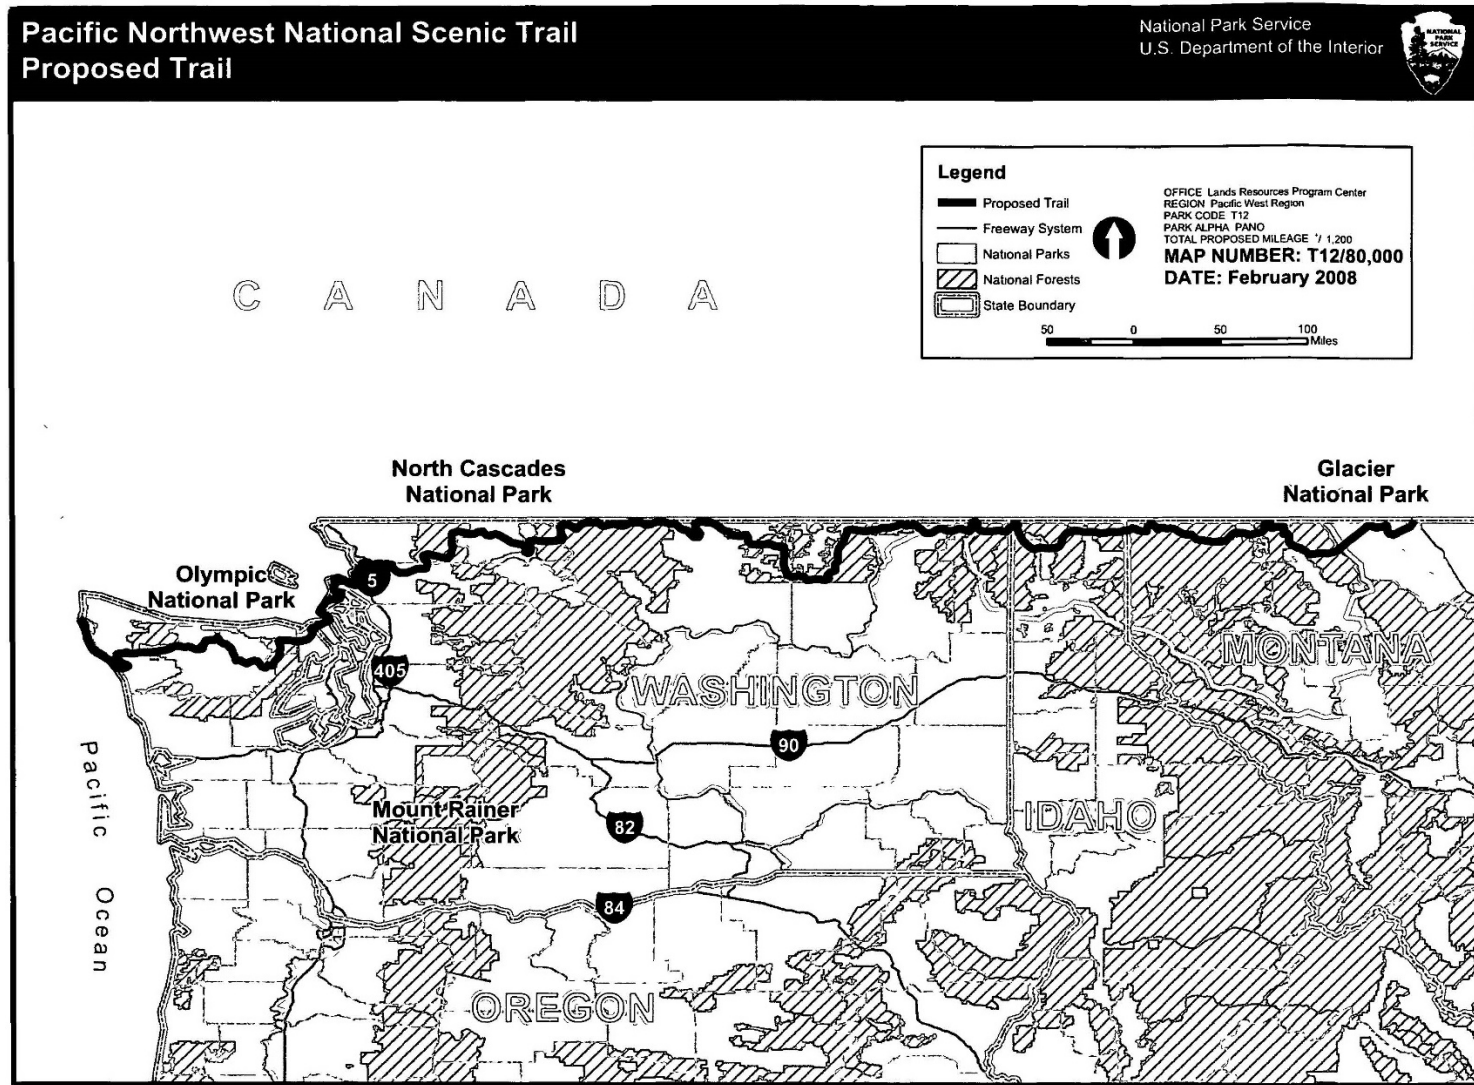 Pacific Northwest National Scenic Trail
Proposed Trail
National Park Service
U.S. Department of the Interior
NATIONAL
PARK
SERVICE
Legend
Proposed Trail
Freeway System
National Parks
National Forests
State Boundary
OFFICE Lands Resources Program Center
REGION Pacific West Region
PARK CODE T12
PARK ALPHA PANO
TOTAL PROPOSED MILEAGE +/ 1,200
MAP NUMBER: T12/80,000
DATE: February 2008
50 0 50 100
Miles
CANADA
North Cascades
National Park
Glacier
National Park
Olympic
National Park
5
405
WASHINGTON
MONTANA
90
Pacific Ocean
Mount Rainer
National Park
82
IDAHO
84
OREGON